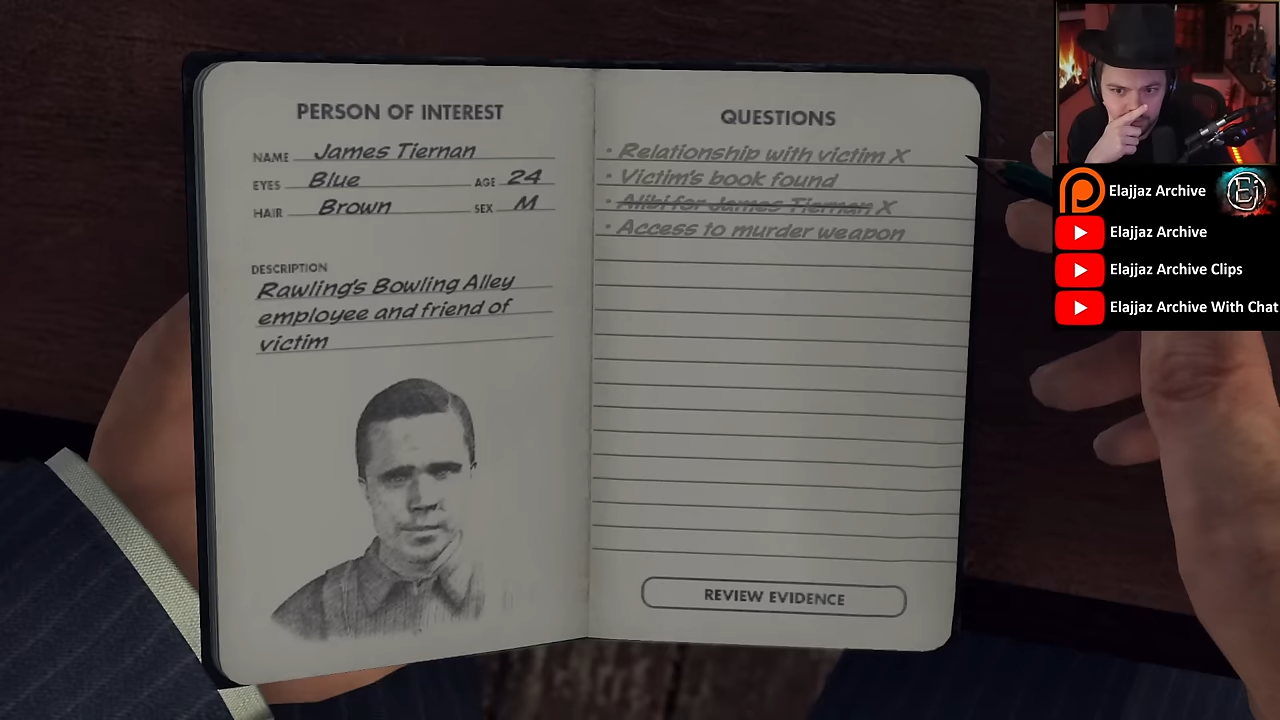 PERSON OF INTEREST
NAME James Tiernan
EYES Blue AGE 24
HAIR Brown SEX M
DESCRIPTION
Rawling's Bowling Alley
employee and friend of
victim
QUESTIONS
· Relationship with victim X
· Victim's book found
· Alibi for James Tiernan X
· Access to murder weapon
REVIEW EVIDENCE
Elajjaz Archive
Ej
Elajjaz Archive
Elajjaz Archive Clips
Elajjaz Archive With Chat